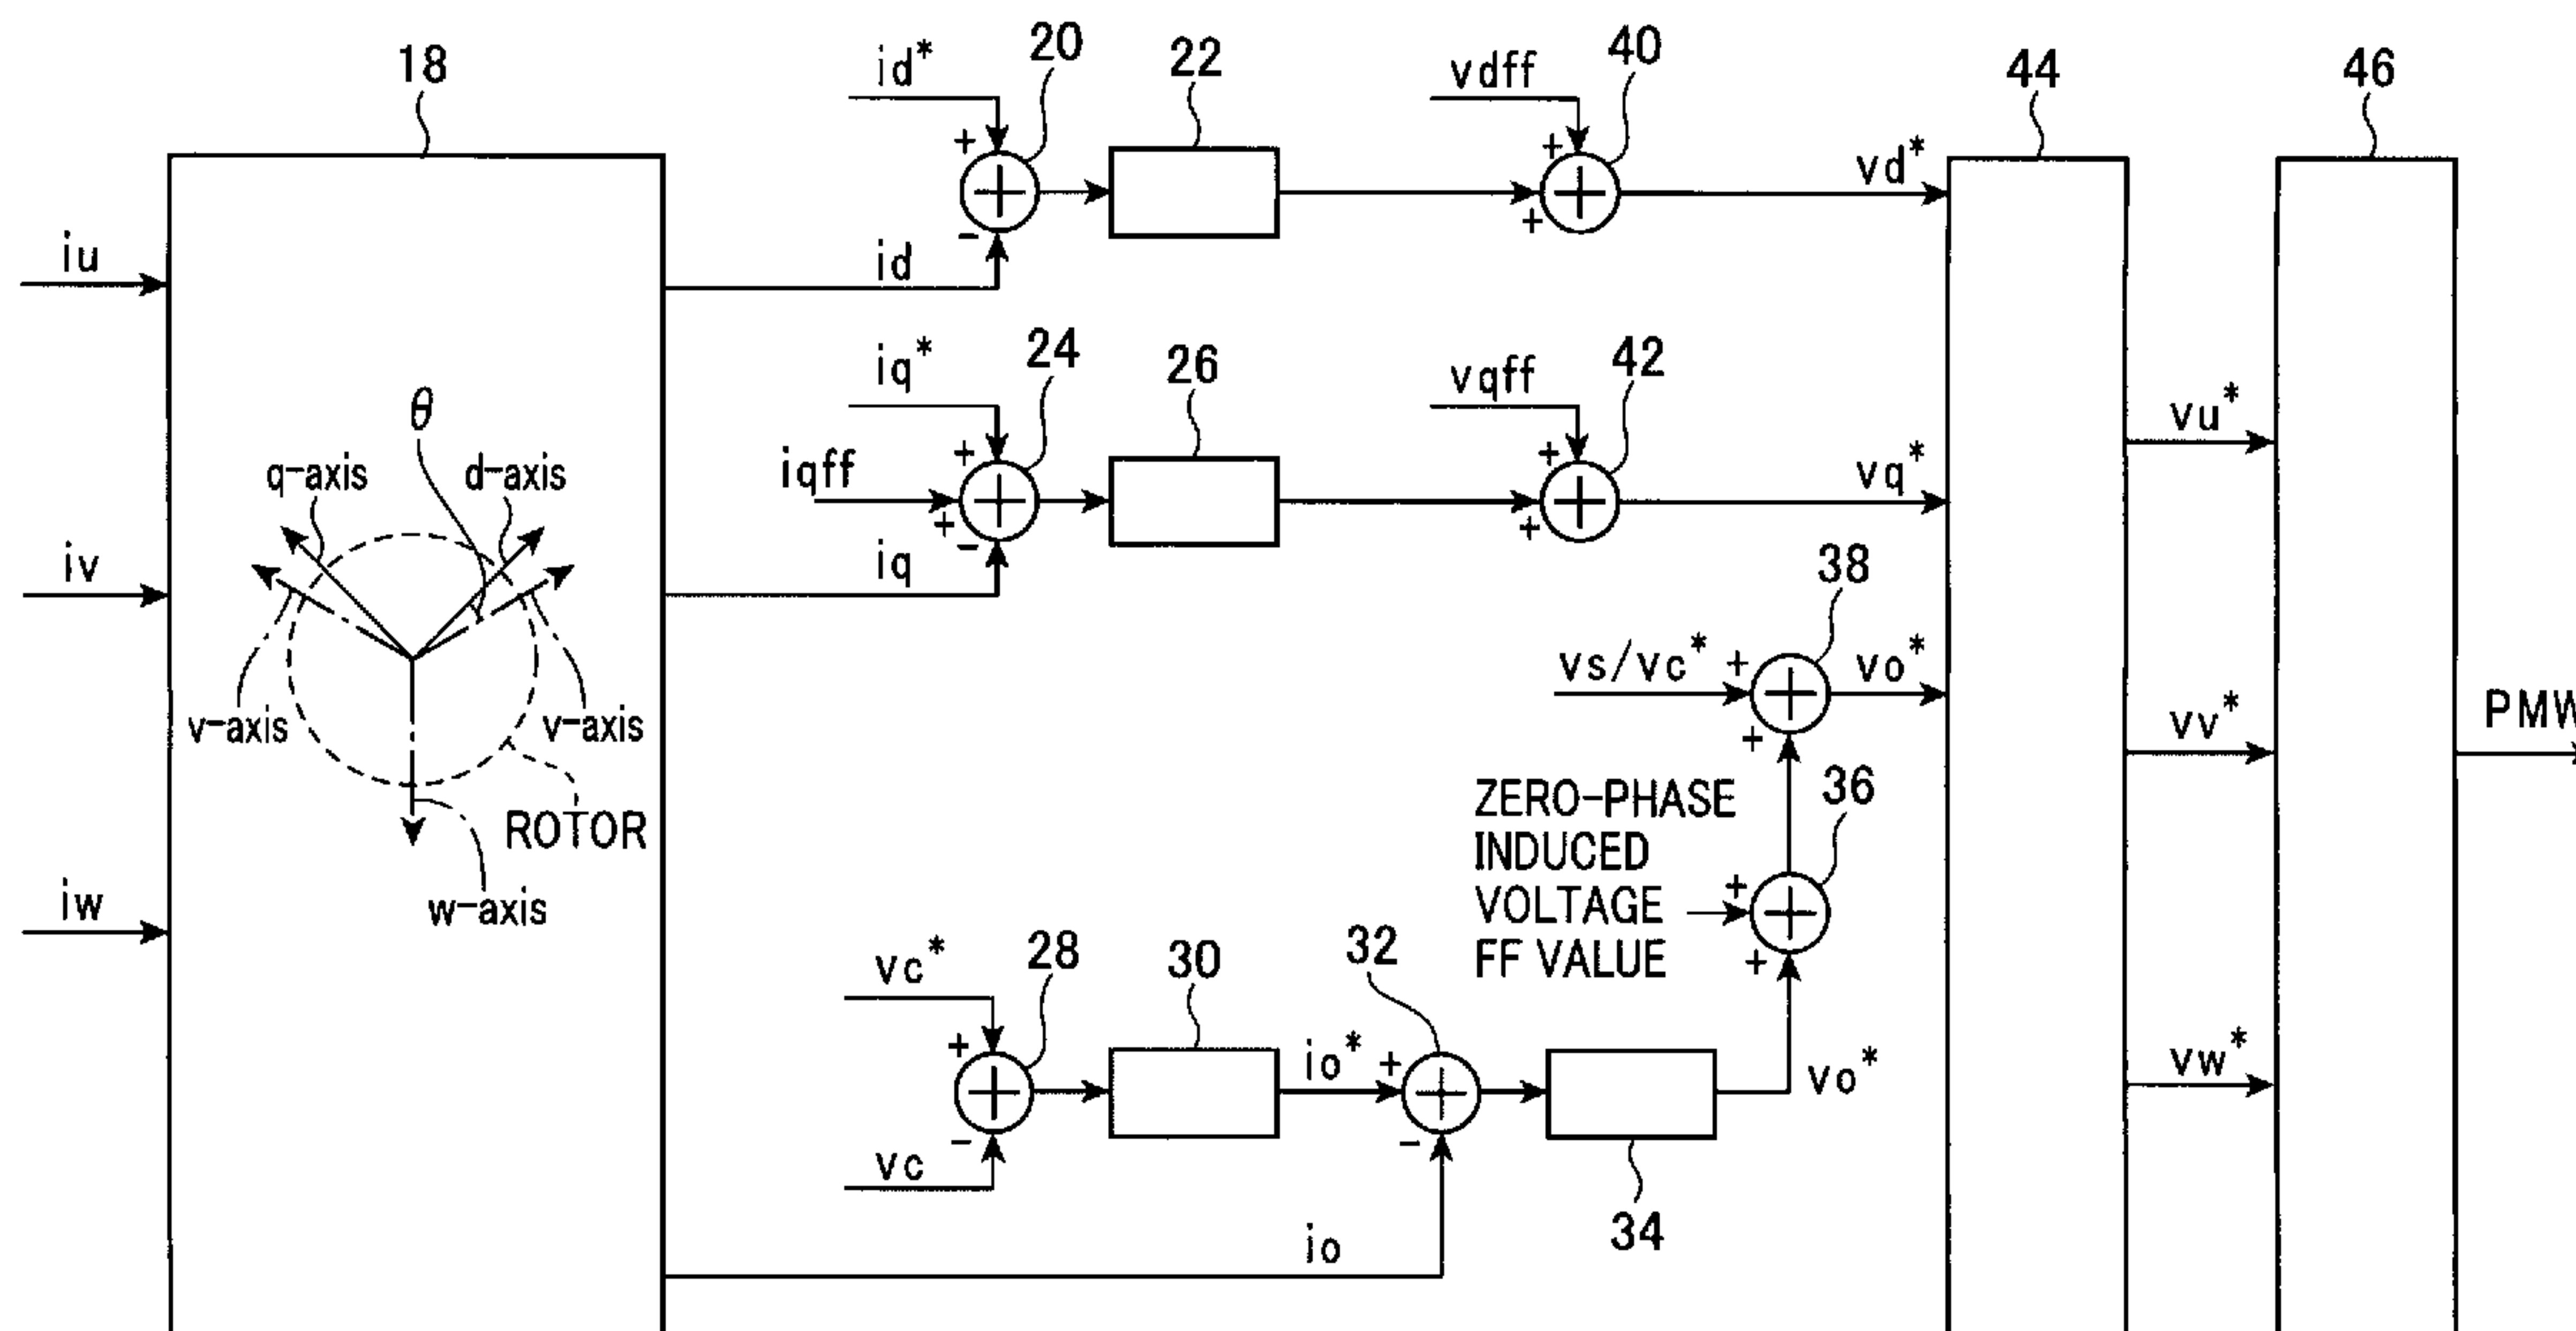 18
id*
20
22
vdff
40
44
46
vd*
iu
id
iq*
24
26
vqff
42
vu*
θ
q-axis
d-axis
iqff
vq*
iv
iq
38
vs/vc*
vo*
v-axis
v-axis
vv*
PMW
ZERO-PHASE
INDUCED
VOLTAGE
FF VALUE
36
ROTOR
w-axis
iw
vc*
28
30
32
io*
vo*
vw*
vc
34
io